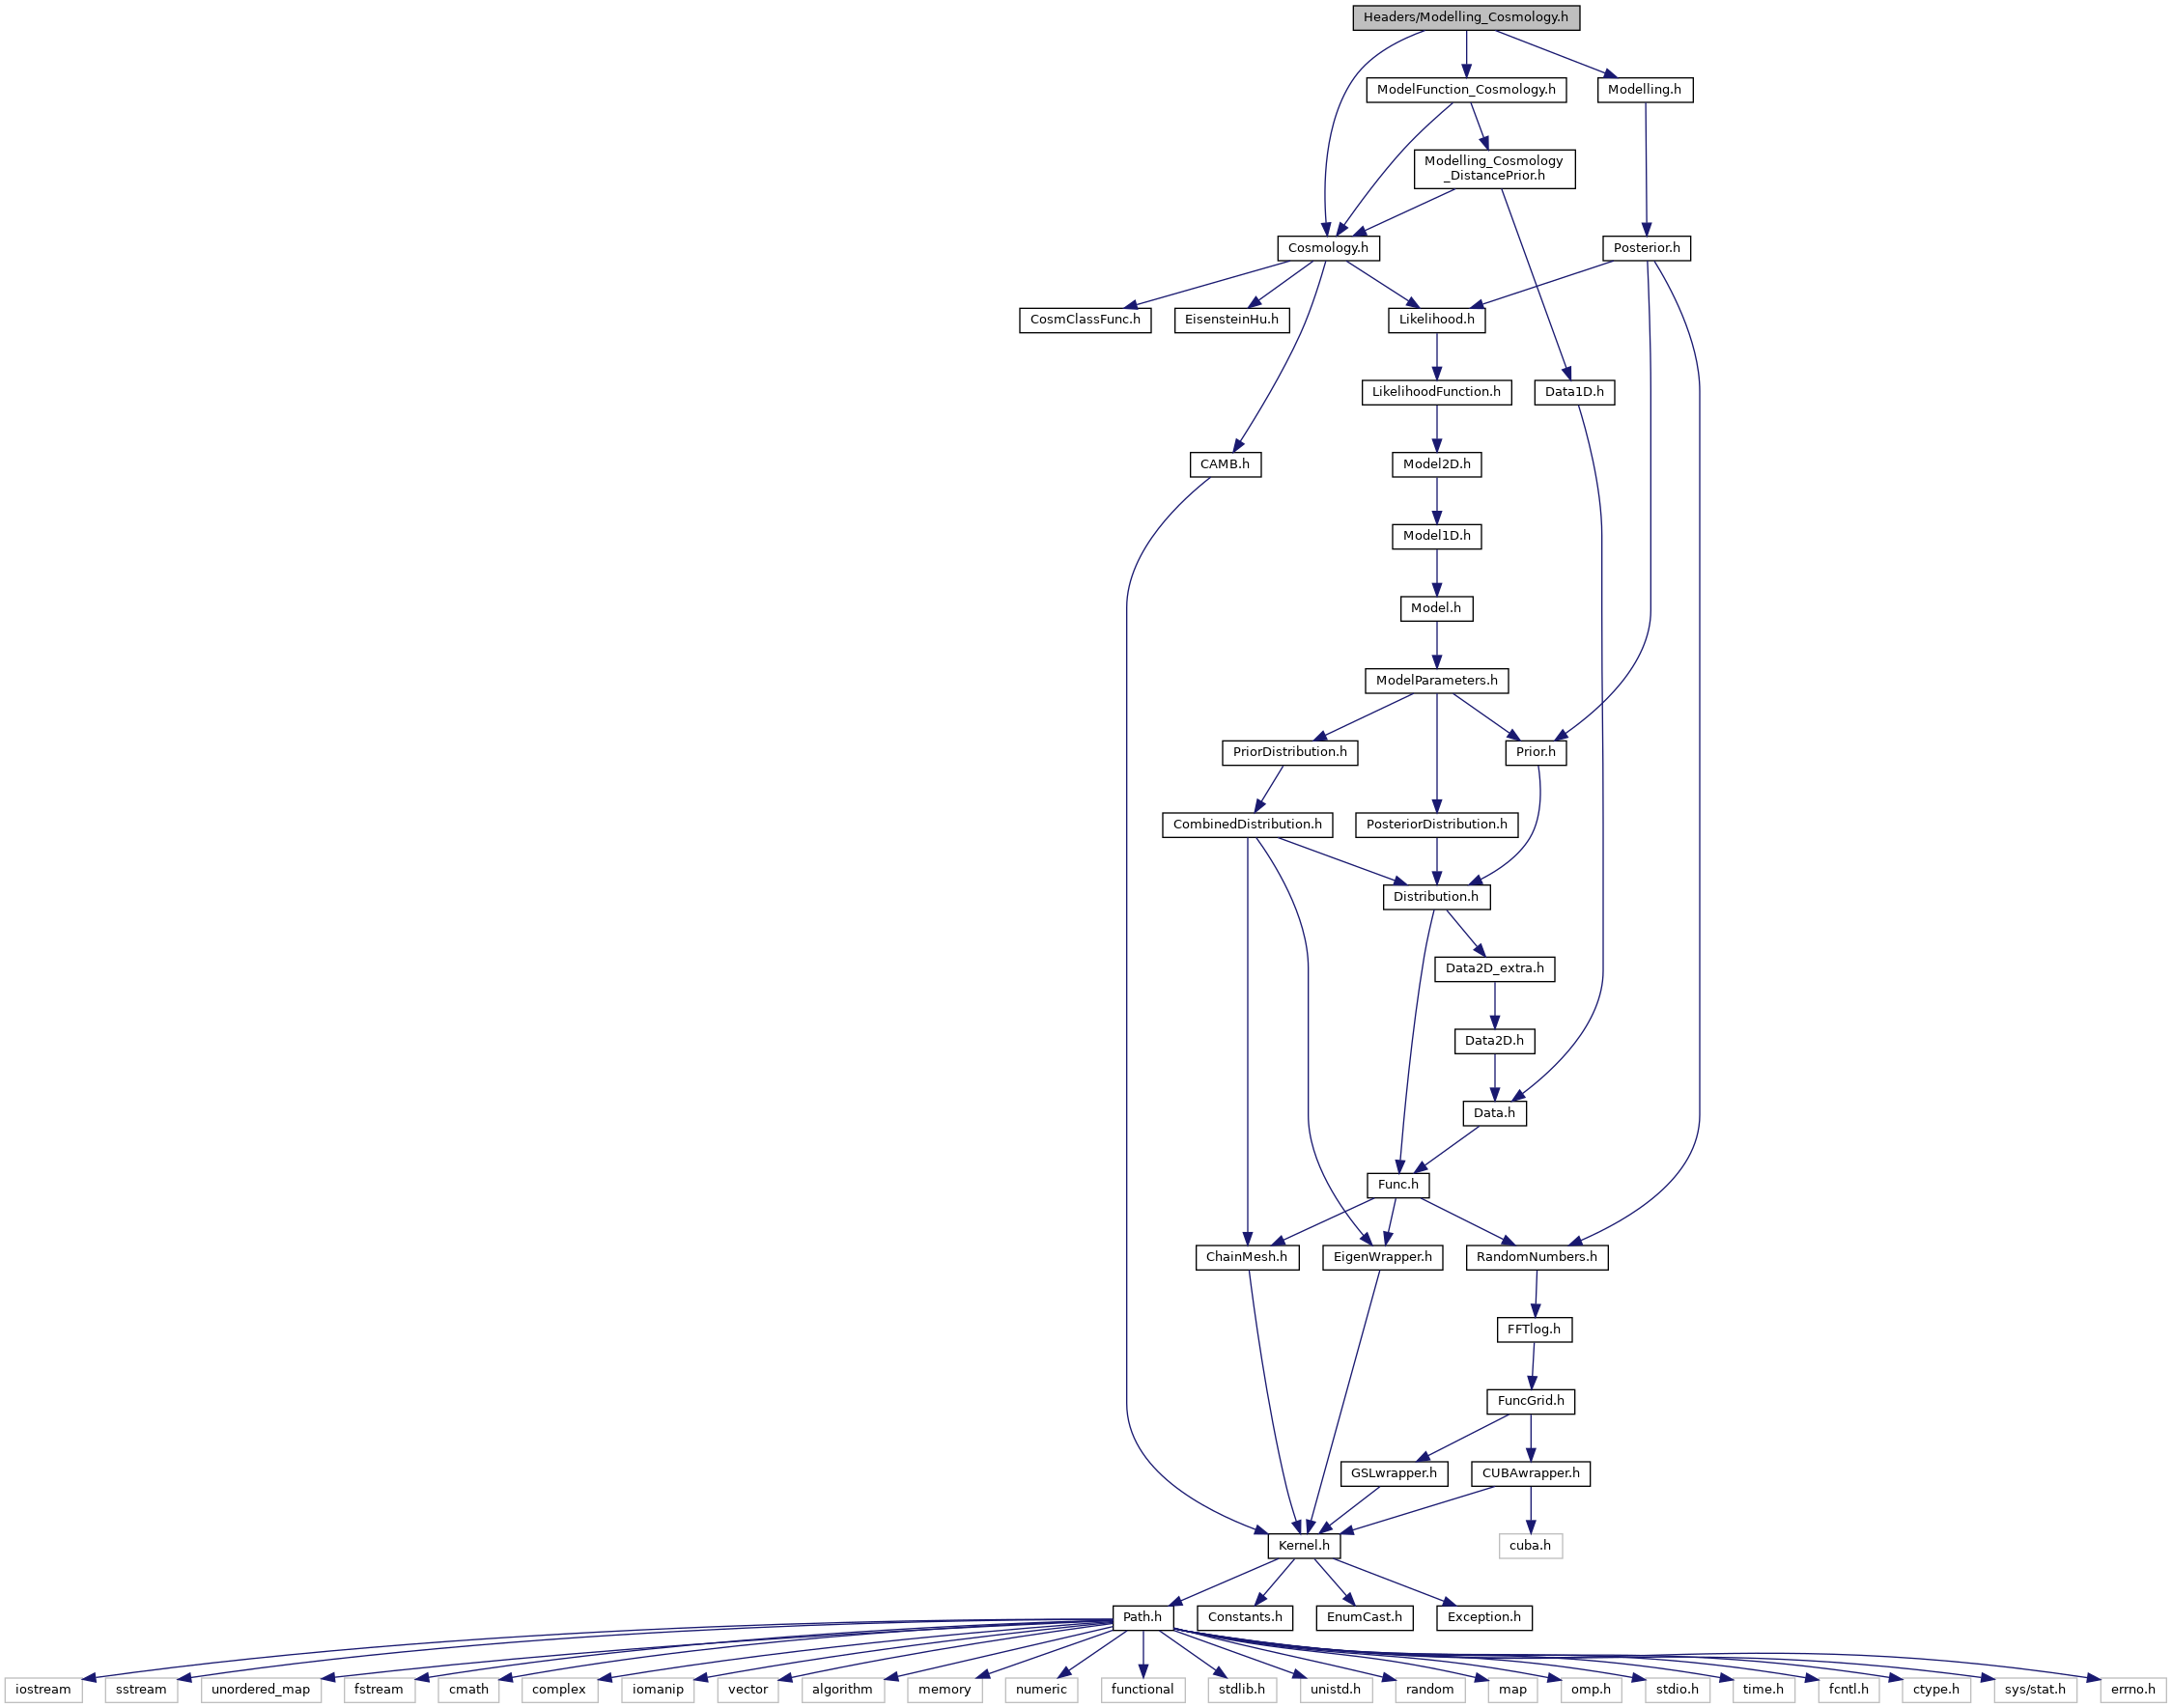 Headers/Modelling_Cosmology.h
ModelFunction_Cosmology.h
Modelling.h
Modelling_Cosmology
_DistancePrior.h
Cosmology.h
Posterior.h
CosmClassFunc.h
EisensteinHu.h
Likelihood.h
LikelihoodFunction.h
Data1D.h
CAMB.h
Model2D.h
Model1D.h
Model.h
ModelParameters.h
PriorDistribution.h
Prior.h
CombinedDistribution.h
PosteriorDistribution.h
Distribution.h
Data2D_extra.h
Data2D.h
Data.h
Func.h
ChainMesh.h
EigenWrapper.h
RandomNumbers.h
FFTlog.h
FuncGrid.h
GSLwrapper.h
CUBAwrapper.h
Kernel.h
cuba.h
Path.h
Constants.h
EnumCast.h
Exception.h
iostream
sstream
unordered_map
fstream
cmath
complex
iomanip
vector
algorithm
memory
numeric
functional
stdlib.h
unistd.h
random
map
omp.h
stdio.h
time.h
fcntl.h
ctype.h
sys/stat.h
errno.h